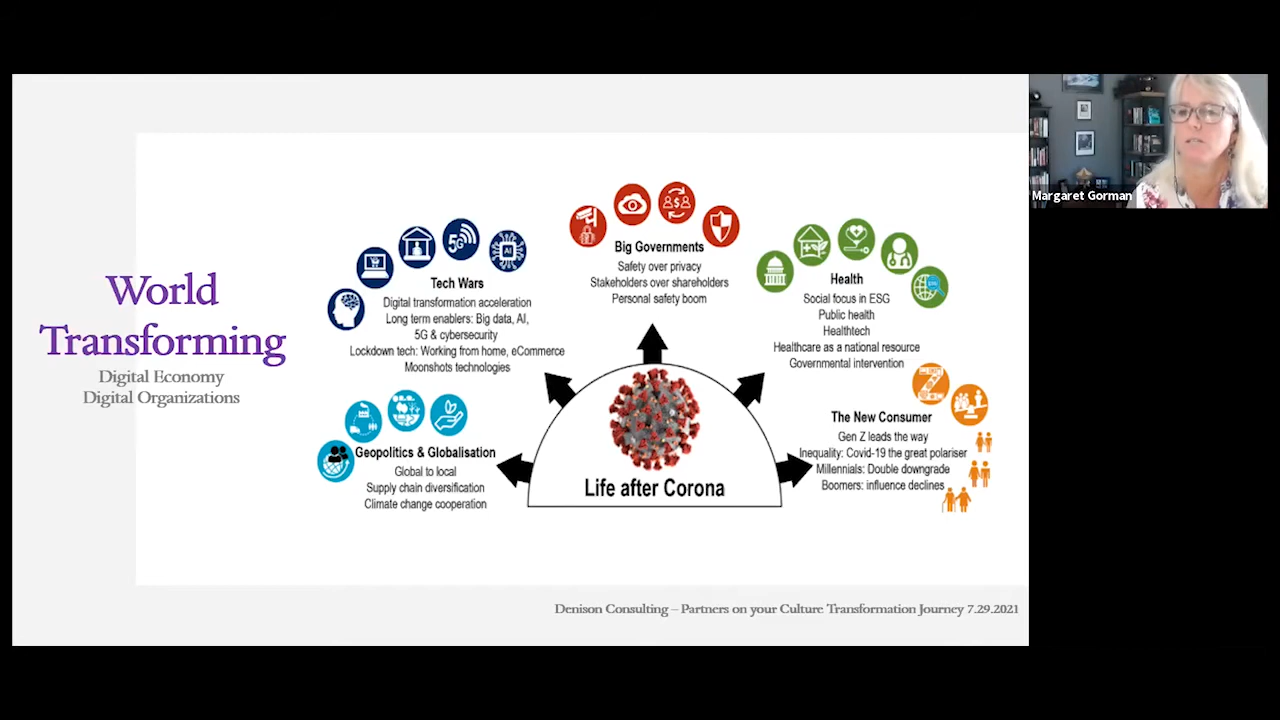 World
Transforming
Digital Economy
Digital Organizations
Tech Wars
Digital transformation acceleration
Long term enablers: Big data, AI,
5G & cybersecurity
Lockdown tech: Working from home, eCommerce
Moonshots technologies
5G
AI
Big Governments
Safety over privacy
Stakeholders over shareholders
Personal safety boom
$
Health
Social focus in ESG
Public health
Healthtech
Healthcare as a national resource
Governmental intervention
Geopolitics & Globalisation
Global to local
Supply chain diversification
Climate change cooperation
Life after Corona
Z
The New Consumer
Gen Z leads the way
Inequality: Covid-19 the great polariser
Millennials: Double downgrade
Boomers: influence declines
Denison Consulting – Partners on your Culture Transformation Journey 7.29.2021
Margaret Gorman